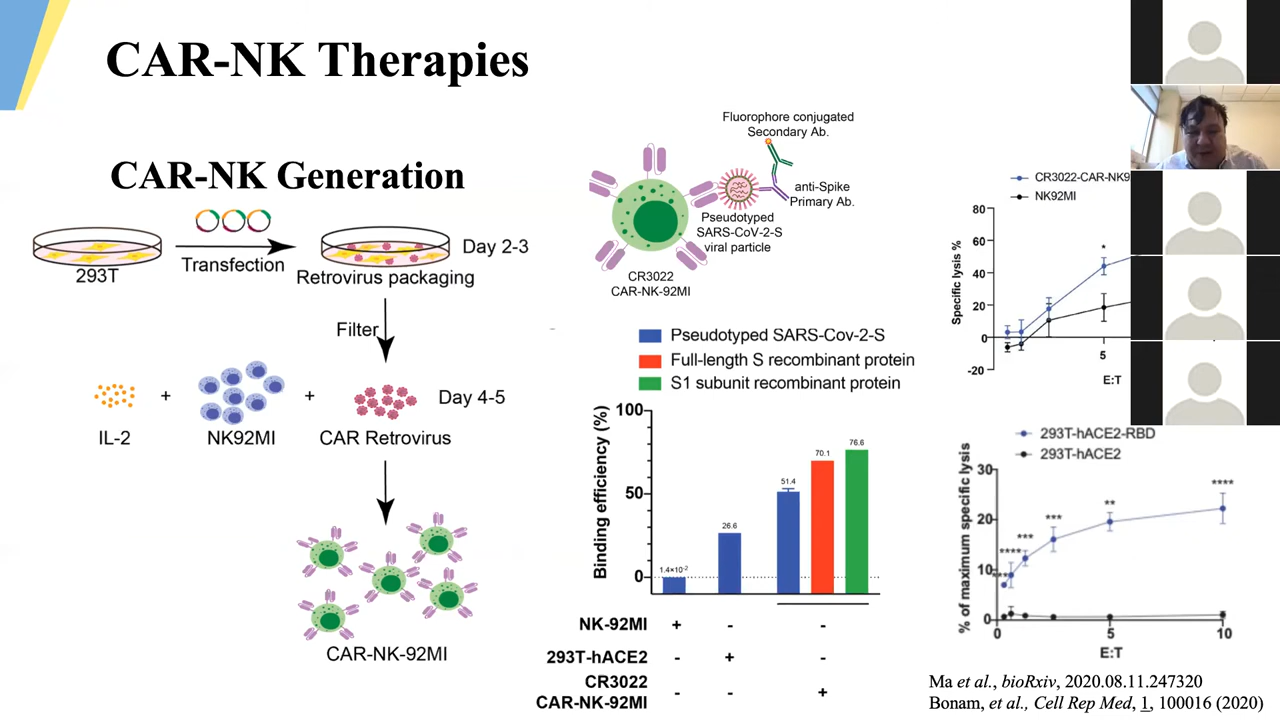 CAR-NK Therapies
CAR-NK Generation
293T
Transfection
Retrovirus packaging
Day 2-3
Filter
IL-2
+
NK92MI
+
CAR Retrovirus
Day 4-5
CAR-NK-92MI
Fluorophore conjugated
Secondary Ab.
anti-Spike
Primary Ab.
Pseudotyped
SARS-CoV-2-S
viral particle
CR3022
CAR-NK-92MI
Pseudotyped SARS-Cov-2-S
Full-length S recombinant protein
S1 subunit recombinant protein
Binding efficiency (%)
100
50
0
1.4×10⁻²
26.6
51.4
70.1
76.6
NK-92MI + - -
293T-hACE2 - + -
CR3022
CAR-NK-92MI - - +
CR3022-CAR-NK9
NK92MI
Specific lysis %
80
60
40
20
0
-20
*
5
E:T
293T-hACE2-RBD
293T-hACE2
% of maximum specific lysis
30
20
10
0
****
***
***
**
****
0 5 10
E:T
Ma et al., bioRxiv, 2020.08.11.247320
Bonam, et al., Cell Rep Med, 1, 100016 (2020)